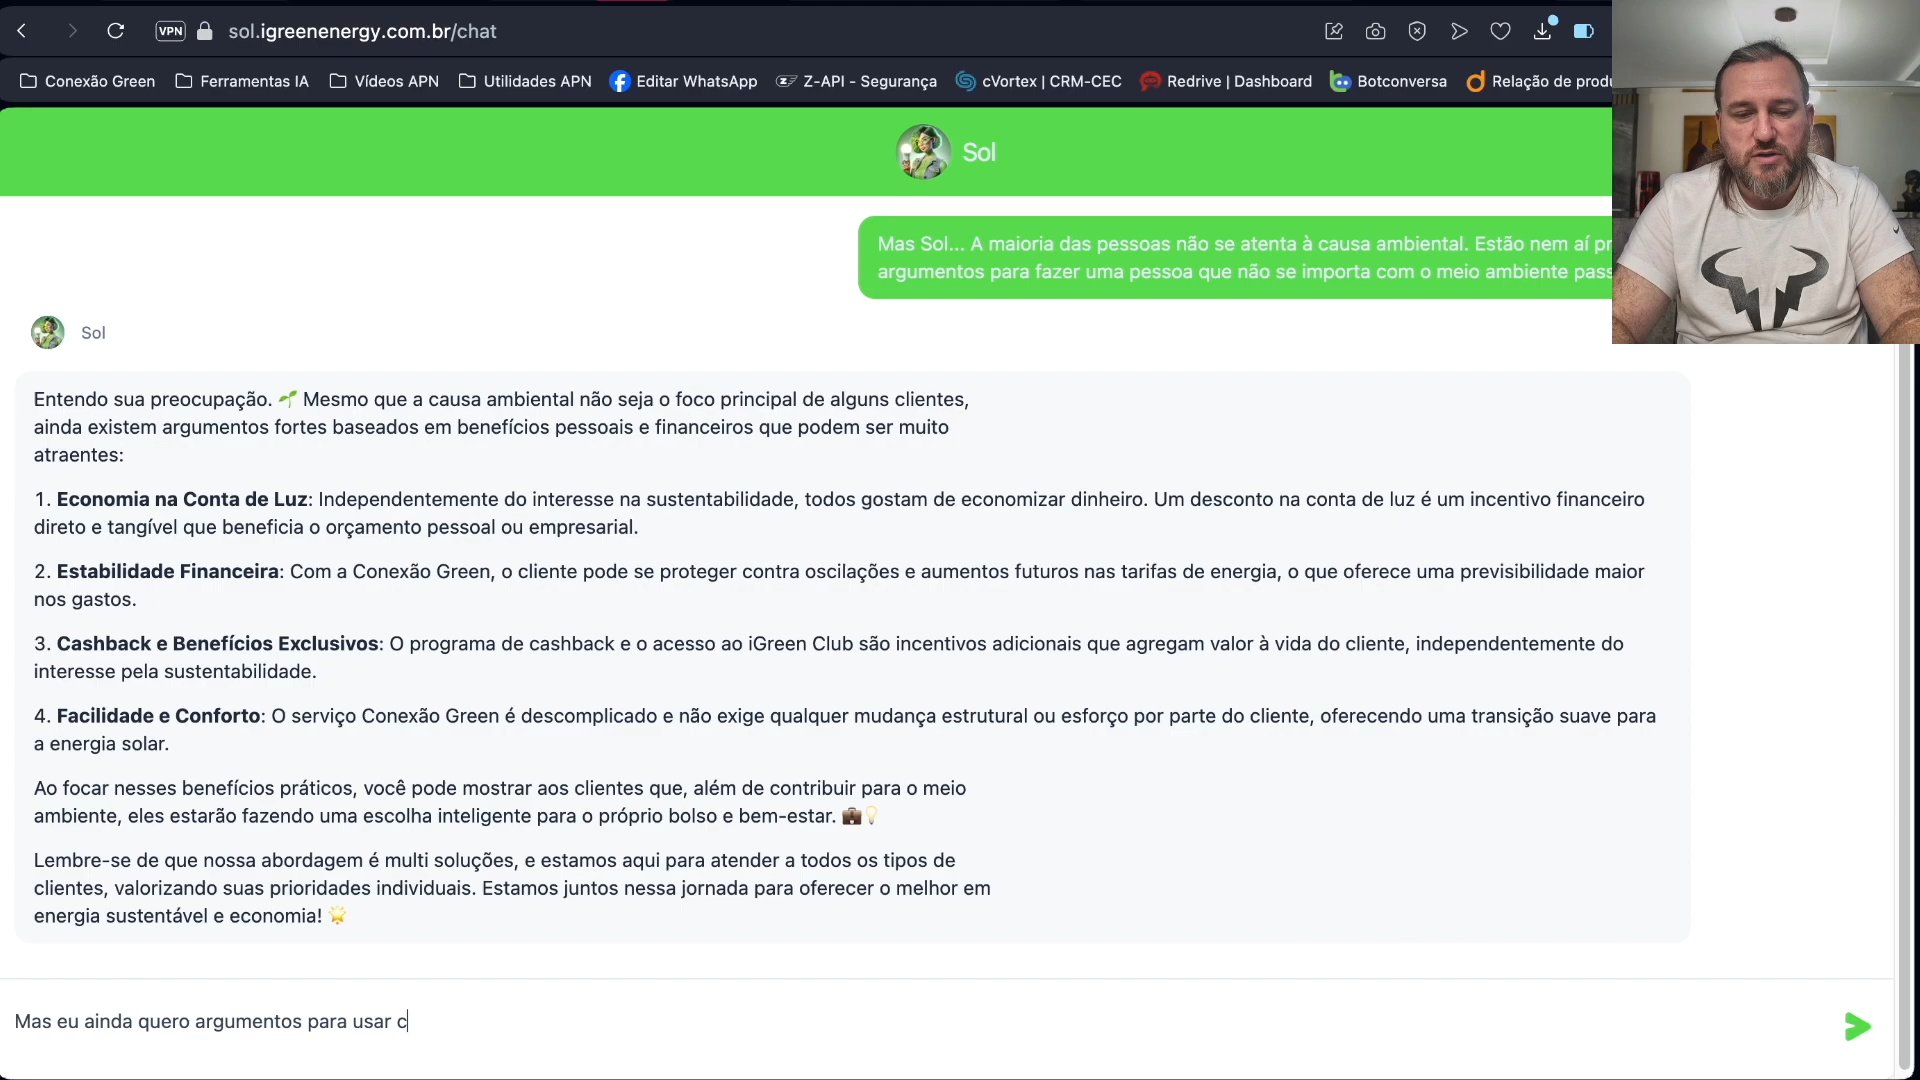 VPN sol.igreenenergy.com.br/chat
Conexão Green Ferramentas IA Vídeos APN Utilidades APN Editar WhatsApp Z-API - Segurança cVortex | CRM-CEC Redrive | Dashboard Botconversa Relação de produ
Sol
Mas Sol... A maioria das pessoas não se atenta à causa ambiental. Estão nem aí pr
argumentos para fazer uma pessoa que não se importa com o meio ambiente pass
Sol
Entendo sua preocupação. 🌱 Mesmo que a causa ambiental não seja o foco principal de alguns clientes,
ainda existem argumentos fortes baseados em benefícios pessoais e financeiros que podem ser muito
atraentes:
1. Economia na Conta de Luz: Independentemente do interesse na sustentabilidade, todos gostam de economizar dinheiro. Um desconto na conta de luz é um incentivo financeiro
direto e tangível que beneficia o orçamento pessoal ou empresarial.
2. Estabilidade Financeira: Com a Conexão Green, o cliente pode se proteger contra oscilações e aumentos futuros nas tarifas de energia, o que oferece uma previsibilidade maior
nos gastos.
3. Cashback e Benefícios Exclusivos: O programa de cashback e o acesso ao iGreen Club são incentivos adicionais que agregam valor à vida do cliente, independentemente do
interesse pela sustentabilidade.
4. Facilidade e Conforto: O serviço Conexão Green é descomplicado e não exige qualquer mudança estrutural ou esforço por parte do cliente, oferecendo uma transição suave para
a energia solar.
Ao focar nesses benefícios práticos, você pode mostrar aos clientes que, além de contribuir para o meio
ambiente, eles estarão fazendo uma escolha inteligente para o próprio bolso e bem-estar. 💼💡
Lembre-se de que nossa abordagem é multi soluções, e estamos aqui para atender a todos os tipos de
clientes, valorizando suas prioridades individuais. Estamos juntos nessa jornada para oferecer o melhor em
energia sustentável e economia! 🌟
Mas eu ainda quero argumentos para usar c